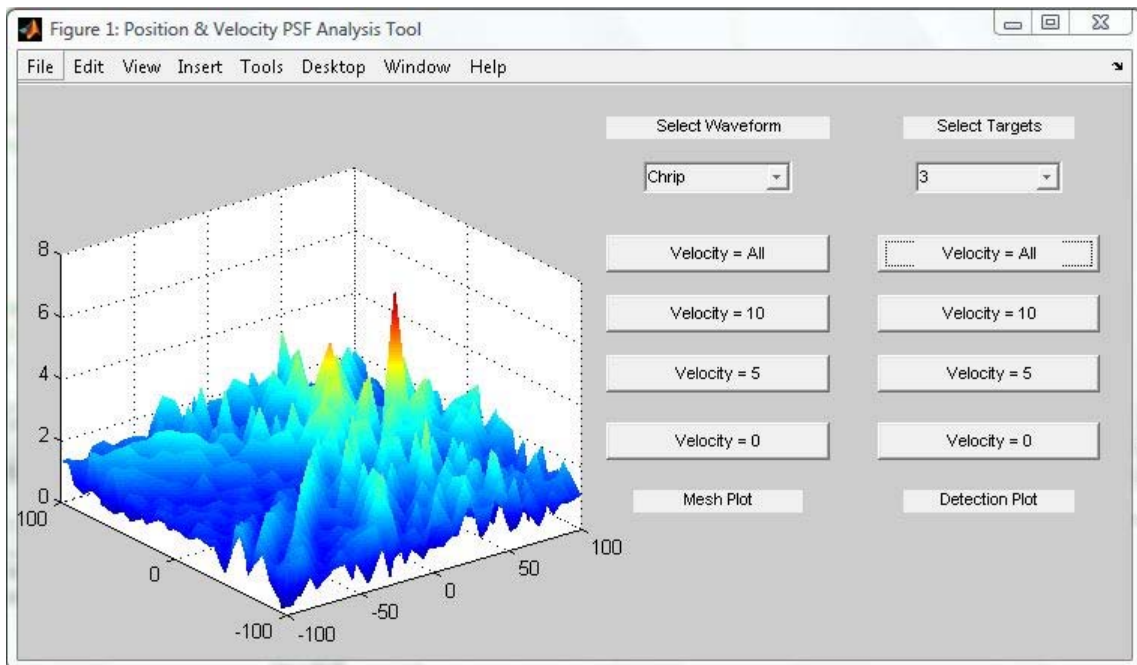 Figure 1: Position & Velocity PSF Analysis Tool
File Edit View Insert Tools Desktop Window Help
Select Waveform
Select Targets
Chrip
3
Velocity = All
Velocity = All
Velocity = 10
Velocity = 10
Velocity = 5
Velocity = 5
Velocity = 0
Velocity = 0
Mesh Plot
Detection Plot
8
6
4
2
0
100
0
-100
-100
-50
0
50
100